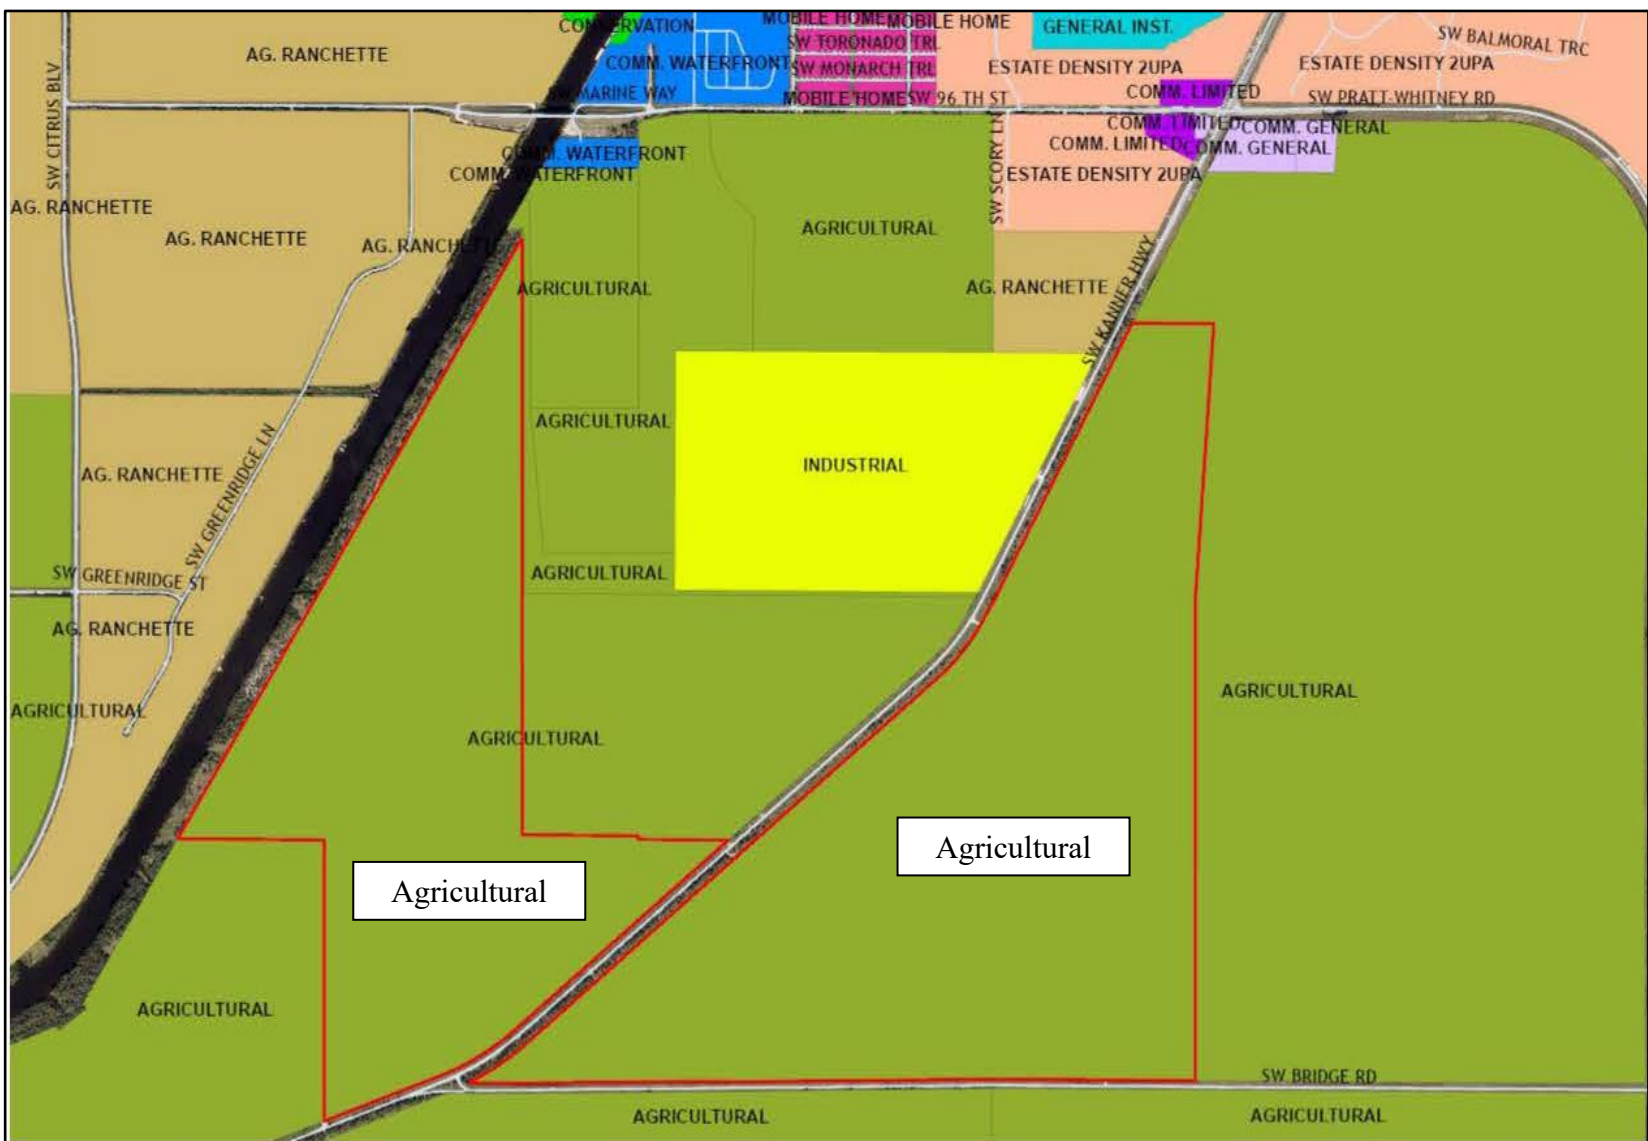 CONSERVATION
MOBILE HOME
MOBILE HOME
GENERAL INST.
SW BALMORAL TRC
AG. RANCHETTE
SW TORONADO TRL
COMM. WATERFRONT
SW MONARCH TRL
ESTATE DENSITY 2UPA
ESTATE DENSITY 2UPA
SW MARINE WAY
MOBILE HOME
SW 96 TH ST
COMM. LIMITED
SW PRATT-WHITNEY RD
SW CITRUS BLV
COMM. LIMITED
COMM. GENERAL
COMM. WATERFRONT
SW SCORY LN
COMM. LIMITED
COMM. GENERAL
COMM. WATERFRONT
ESTATE DENSITY 2UPA
AG. RANCHETTE
AG. RANCHETTE
AG. RANCHETTE
AGRICULTURAL
AGRICULTURAL
AG. RANCHETTE
SW KANNER HWY
AGRICULTURAL
INDUSTRIAL
AG. RANCHETTE
SW GREENRIDGE LN
SW GREENRIDGE ST
AGRICULTURAL
AG. RANCHETTE
AGRICULTURAL
AGRICULTURAL
AGRICULTURAL
Agricultural
Agricultural
AGRICULTURAL
SW BRIDGE RD
AGRICULTURAL
AGRICULTURAL